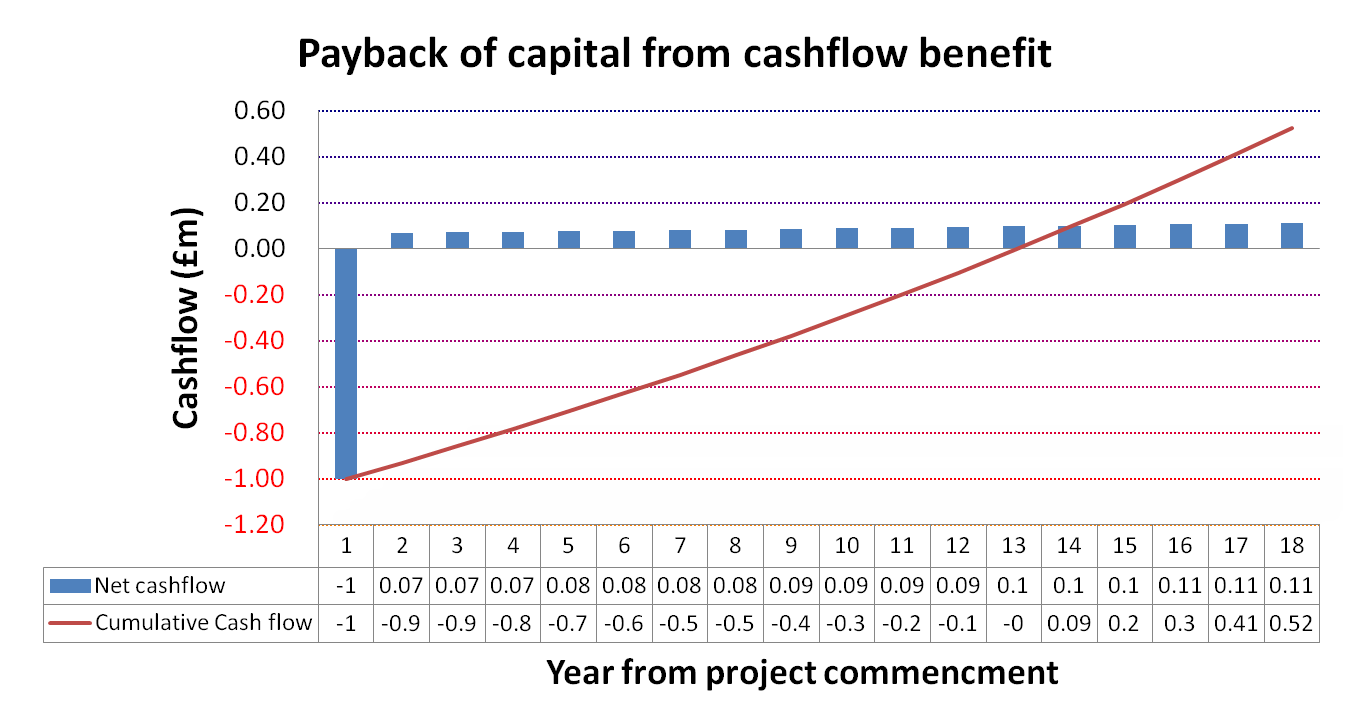 Payback of capital from cashflow benefit
0.60
0.40
0.20
0.00
-0.20
-0.40
-0.60
-0.80
-1.00
-1.20
Cashflow (£m)
1 2 3 4 5 6 7 8 9 10 11 12 13 14 15 16 17 18
Net cashflow -1 0.07 0.07 0.07 0.08 0.08 0.08 0.08 0.09 0.09 0.09 0.09 0.1 0.1 0.1 0.11 0.11 0.11
Cumulative Cash flow -1 -0.9 -0.9 -0.8 -0.7 -0.6 -0.5 -0.5 -0.4 -0.3 -0.2 -0.1 -0 0.09 0.2 0.3 0.41 0.52
Year from project commencment